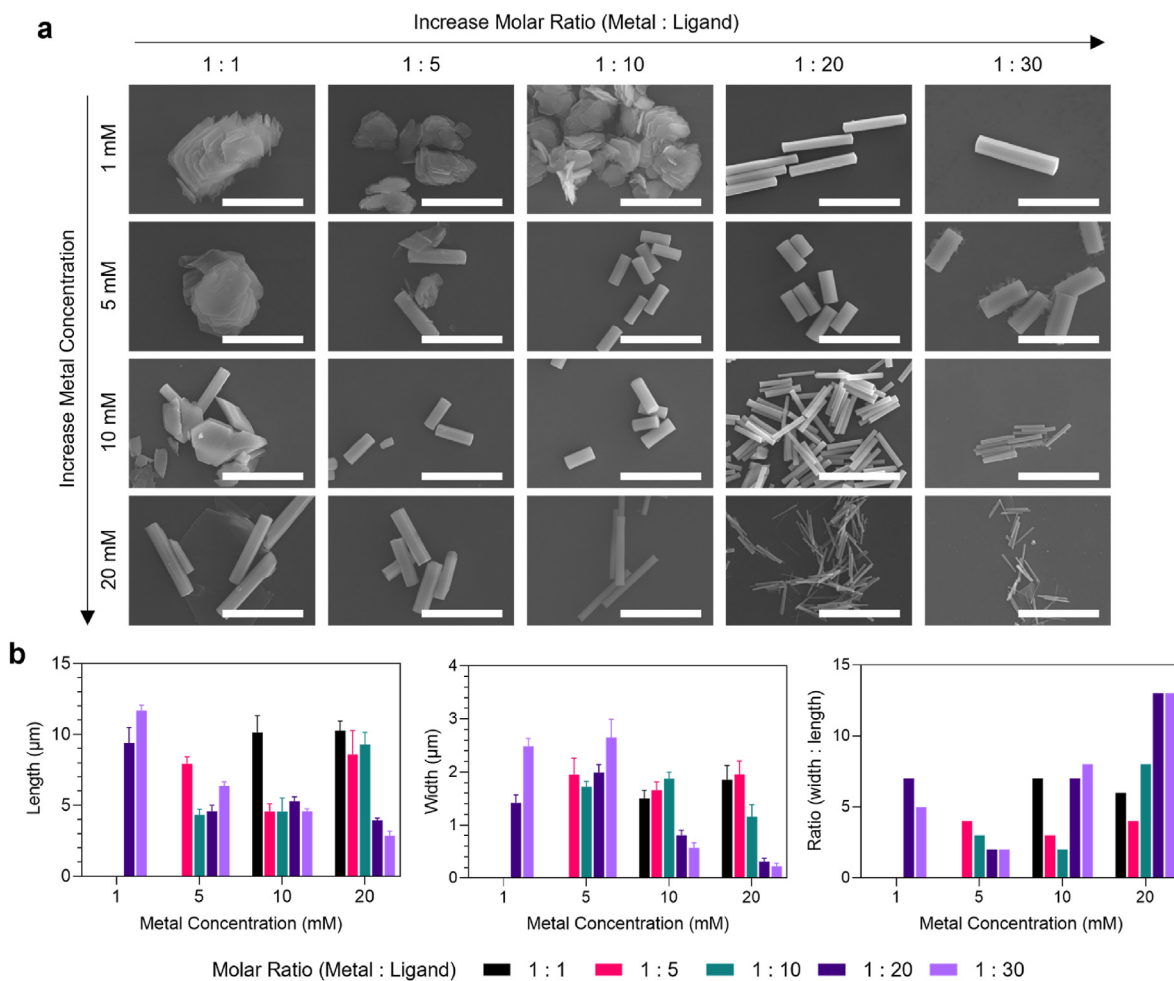 a
Increase Molar Ratio (Metal : Ligand)
1 : 1
1 : 5
1 : 10
1 : 20
1 : 30
Increase Metal Concentration
1 mM
5 mM
10 mM
20 mM
b
Length (µm)
15
10
5
0
1
5
10
20
Metal Concentration (mM)
Width (µm)
4
3
2
1
0
1
5
10
20
Metal Concentration (mM)
Ratio (width : length)
15
10
5
0
1
5
10
20
Metal Concentration (mM)
Molar Ratio (Metal : Ligand)
1 : 1
1 : 5
1 : 10
1 : 20
1 : 30